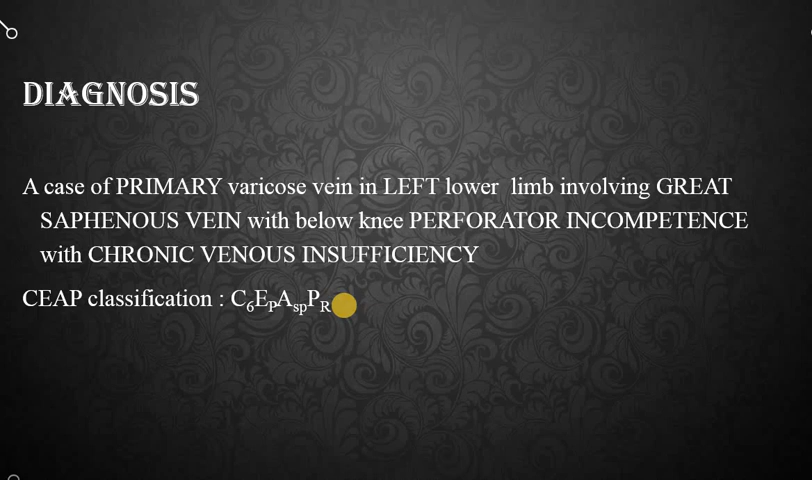 DIAGNOSIS
A case of PRIMARY varicose vein in LEFT lower limb involving GREAT
SAPHENOUS VEIN with below knee PERFORATOR INCOMPETENCE
with CHRONIC VENOUS INSUFFICIENCY
CEAP classification : C₆EₚAₛₚP_R